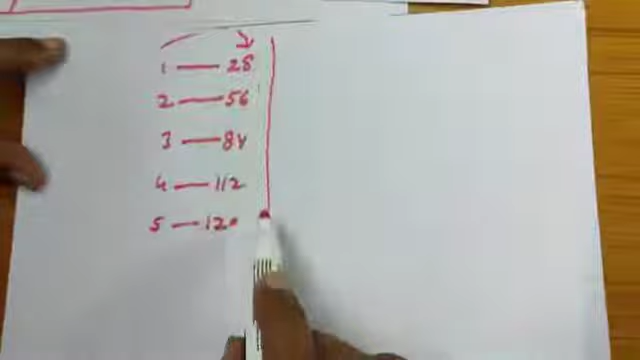 1 — 28
2 — 56
3 — 84
4 — 112
5 — 120